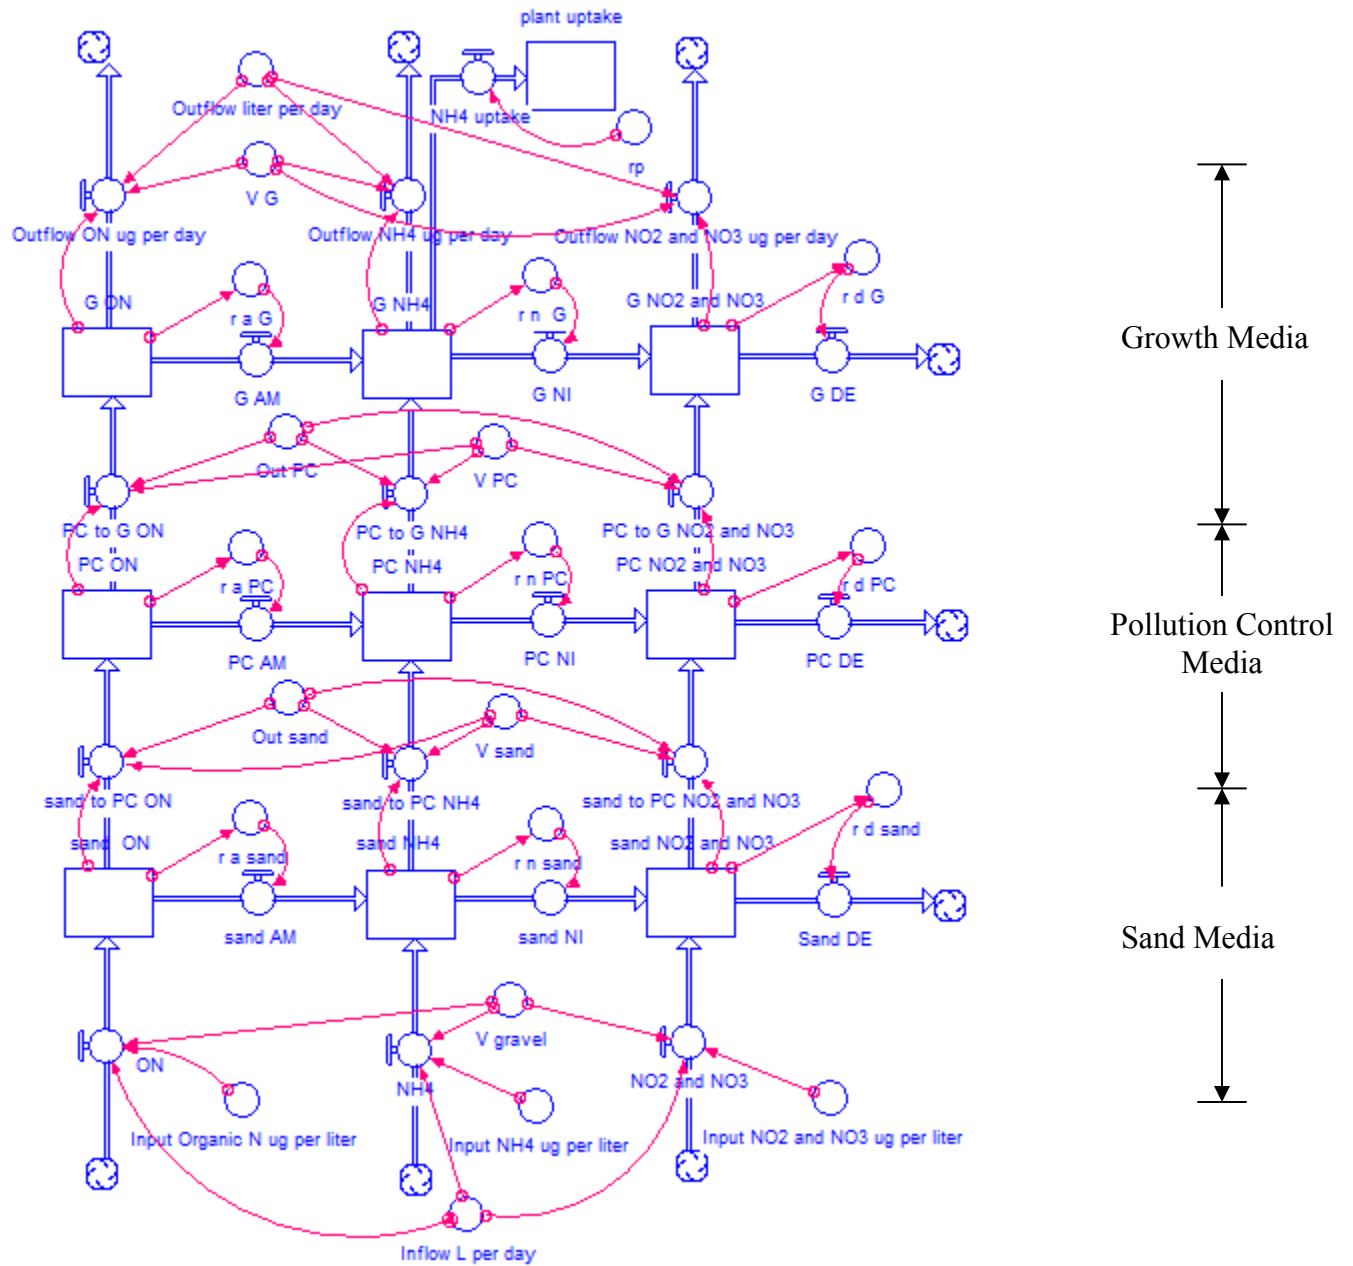 plant uptake
Outflow liter per day
NH4 uptake
rp
V G
Outflow ON ug per day
Outflow NH4 ug per day
Outflow NO2 and NO3 ug per day
G ON
r a G
G NH4
r n G
G NO2 and NO3
r d G
Growth Media
G AM
G NI
G DE
Out PC
V PC
PC to G ON
PC to G NH4
PC to G NO2 and NO3
PC ON
r a PC
PC NH4
r n PC
PC NO2 and NO3
r d PC
Pollution Control
Media
PC AM
PC NI
PC DE
Out sand
V sand
sand to PC ON
sand to PC NH4
sand to PC NO2 and NO3
sand ON
r a sand
sand NH4
r n sand
sand NO2 and NO3
r d sand
Sand Media
sand AM
sand NI
Sand DE
V gravel
ON
NH4
NO2 and NO3
Input Organic N ug per liter
Input NH4 ug per liter
Input NO2 and NO3 ug per liter
Inflow L per day